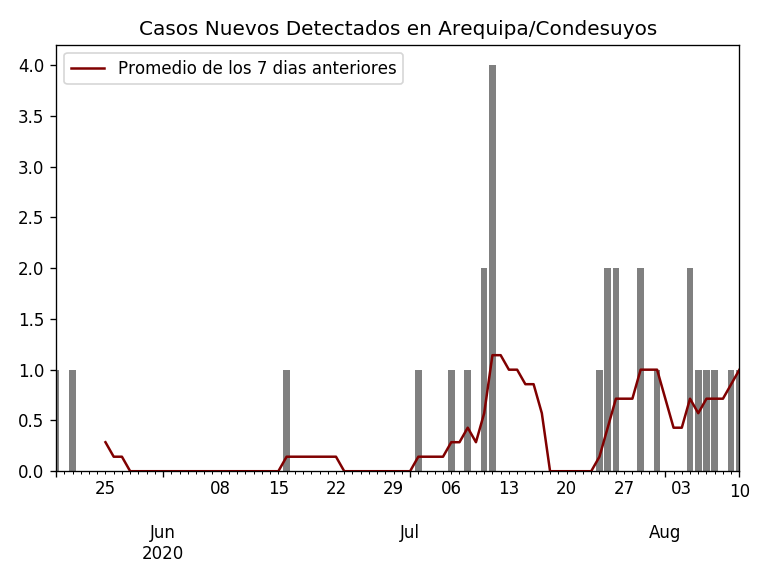 Casos Nuevos Detectados en Arequipa/Condesuyos
Promedio de los 7 dias anteriores
4.0
3.5
3.0
2.5
2.0
1.5
1.0
0.5
0.0
25 08 15 22 29 06 13 20 27 03 10
Jun Jul Aug
2020